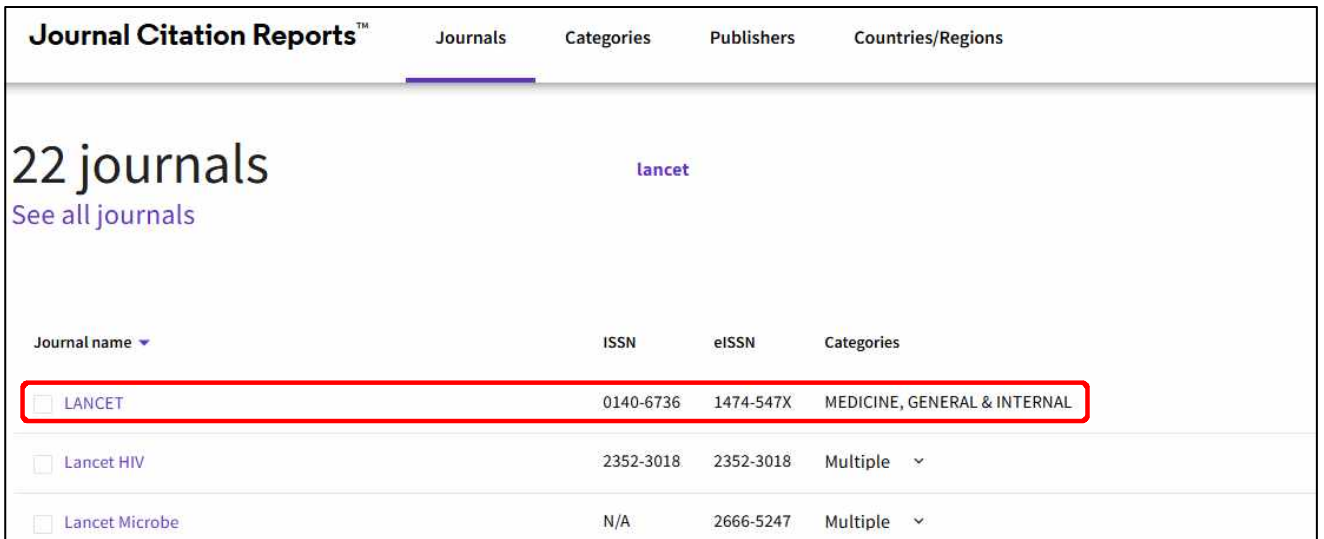 Journal Citation Reports™ Journals Categories Publishers Countries/Regions
22 journals lancet
See all journals
Journal name ISSN eISSN Categories
LANCET 0140-6736 1474-547X MEDICINE, GENERAL & INTERNAL
Lancet HIV 2352-3018 2352-3018 Multiple
Lancet Microbe N/A 2666-5247 Multiple